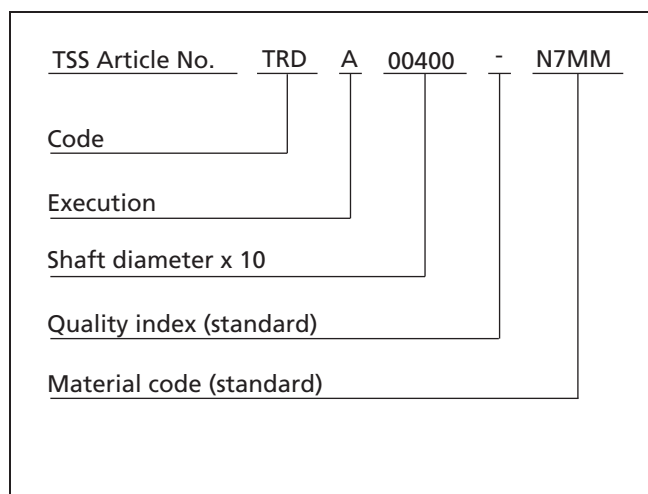 TSS Article No. TRD A 00400 - N7MM
Code
Execution
Shaft diameter x 10
Quality index (standard)
Material code (standard)